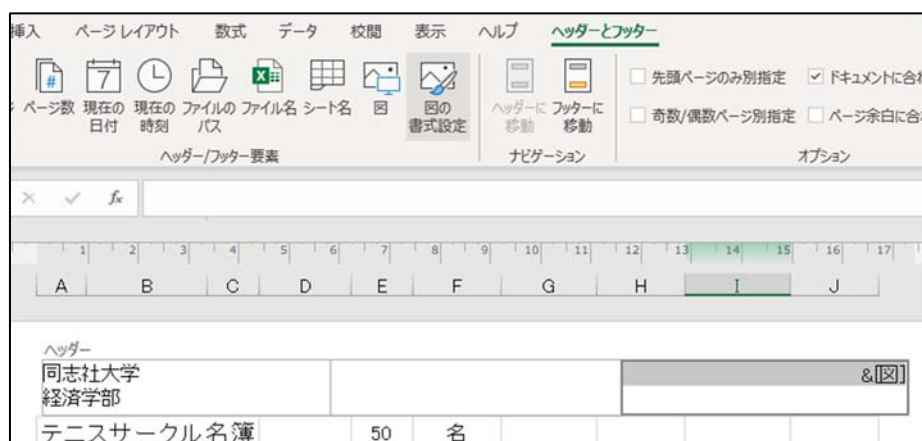 挿入 ページ レイアウト 数式 データ 校閲 表示 ヘルプ ヘッダーとフッター
# 7
ページ数 現在の 現在の ファイルの ファイル名 シート名 図 図の ヘッダーに フッターに
日付 時刻 パス 書式設定 移動 移動
先頭ページのみ別指定 ドキュメントに合わ
奇数/偶数ページ別指定 ページ余白に合わ
ヘッダー/フッター要素 ナビゲーション オプション
fx
1 2 3 4 5 6 7 8 9 10 11 12 13 14 15 16 17
A B C D E F G H I J
ヘッダー
同志社大学 &[図]
経済学部
テニスサークル名簿 50 名